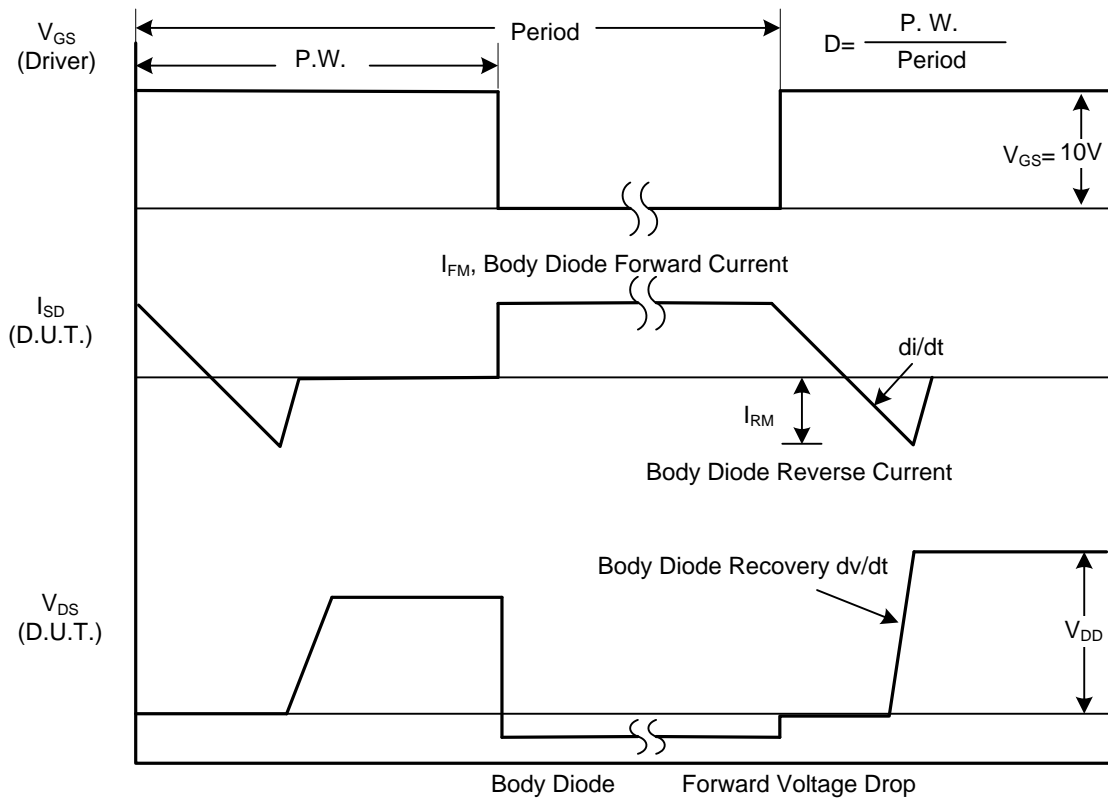 V_GS
(Driver)
Period
P.W.
D= P. W.
Period
V_GS= 10V
I_FM, Body Diode Forward Current
I_SD
(D.U.T.)
di/dt
I_RM
Body Diode Reverse Current
Body Diode Recovery dv/dt
V_DS
(D.U.T.)
V_DD
Body Diode Forward Voltage Drop